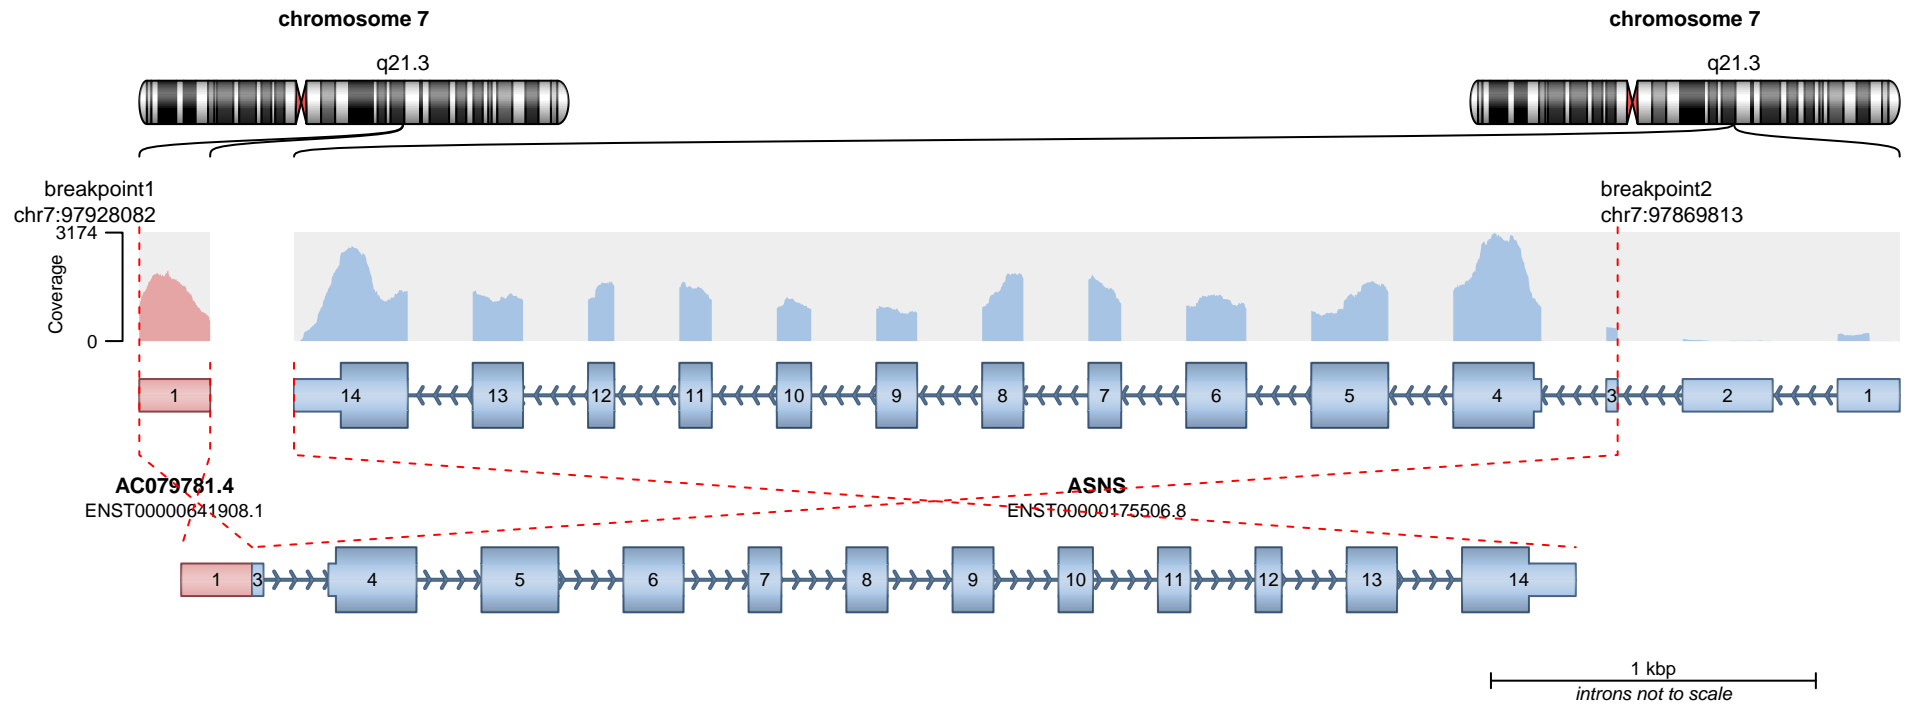 chromosome 7
chromosome 7
q21.3
q21.3
breakpoint1
chr7:97928082
breakpoint2
chr7:97869813
3174
Coverage
0
1
14
13
12
11
10
9
8
7
6
5
4
3
2
1
AC079781.4
ENST00000641908.1
ASNS
ENST00000175506.8
1
3
4
5
6
7
8
9
10
11
12
13
14
1 kbp
introns not to scale